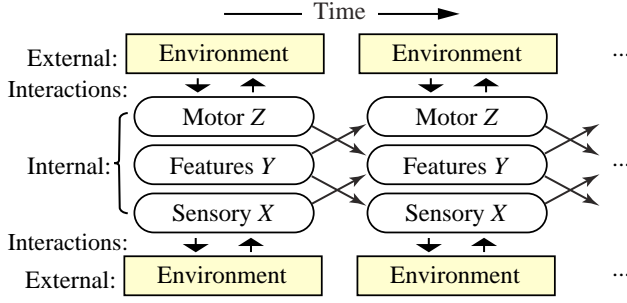 Time
External: Environment Environment ...
Interactions:
Motor Z Motor Z
Internal: Features Y Features Y ...
Sensory X Sensory X
Interactions:
External: Environment Environment ...